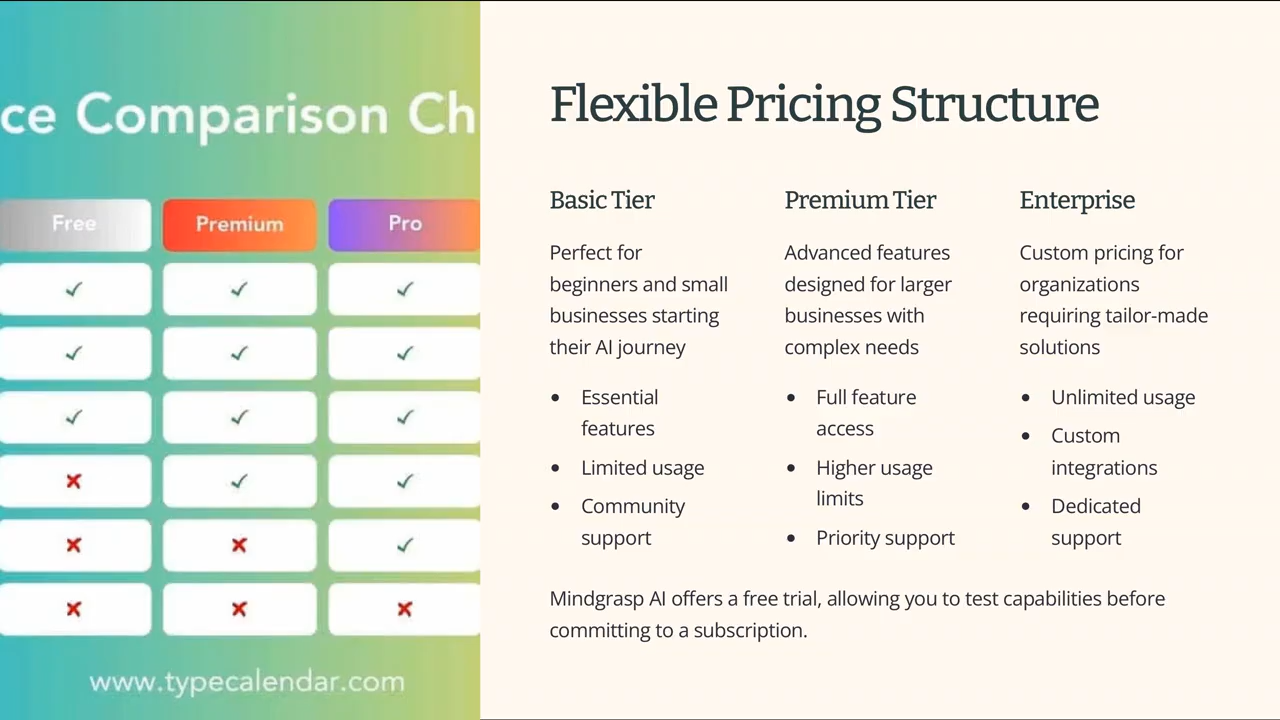 ce Comparison Ch
Free Premium Pro
www.typecalendar.com
Flexible Pricing Structure
Basic Tier
Perfect for
beginners and small
businesses starting
their AI journey
• Essential
features
• Limited usage
• Community
support
Premium Tier
Advanced features
designed for larger
businesses with
complex needs
• Full feature
access
• Higher usage
limits
• Priority support
Enterprise
Custom pricing for
organizations
requiring tailor-made
solutions
• Unlimited usage
• Custom
integrations
• Dedicated
support
Mindgrasp AI offers a free trial, allowing you to test capabilities before
committing to a subscription.